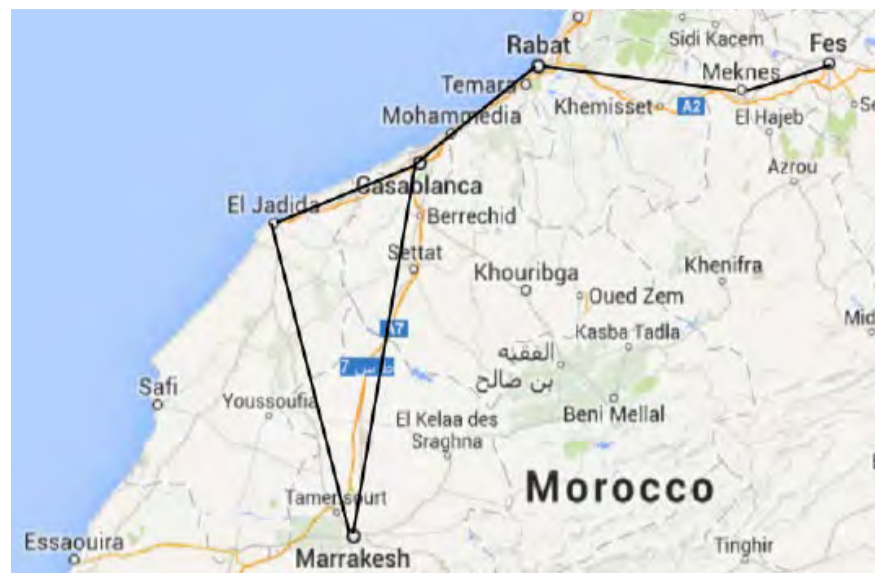 Rabat
Sidi Kacem
Fes
Temara
Meknes
Khemisset
A2
Mohammedia
El Hajeb
Azrou
Casablanca
El Jadida
Berrechid
Settat
Khouribga
Khenifra
Oued Zem
A7
Kasba Tadla
Mid
ط س 7
الفقيه
بن صالح
Safi
Youssoufia
El Kelaa des
Sraghna
Beni Mellal
Morocco
Tamensourt
Essaouira
Marrakesh
Tinghir